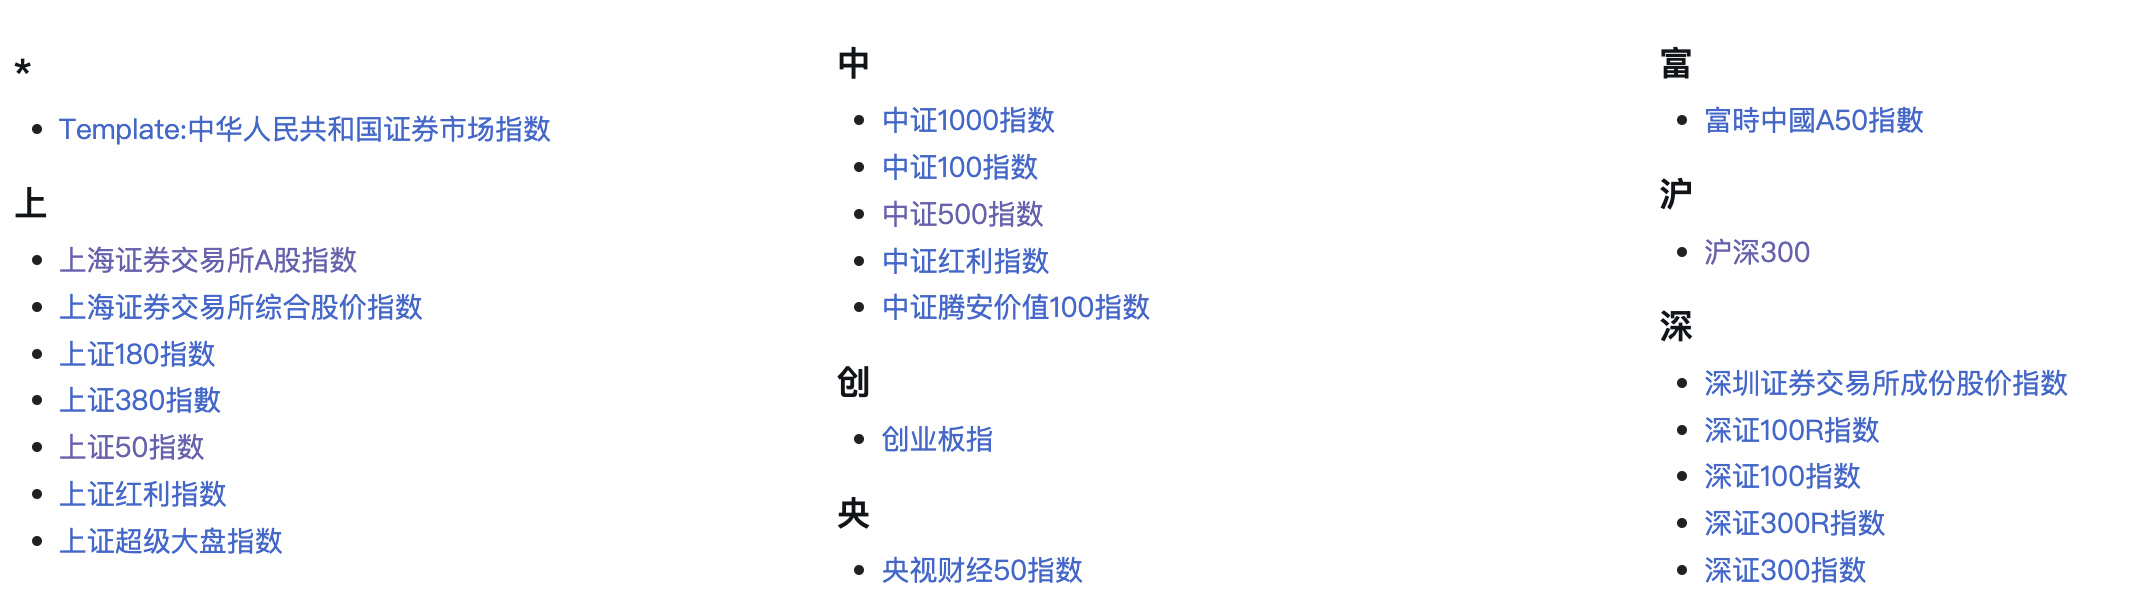 *
Template:中华人民共和国证券市场指数
上
上海证券交易所A股指数
上海证券交易所综合股价指数
上证180指数
上证380指數
上证50指数
上证红利指数
上证超级大盘指数
中
中证1000指数
中证100指数
中证500指数
中证红利指数
中证腾安价值100指数
创
创业板指
央
央视财经50指数
富
富時中國A50指數
沪
沪深300
深
深圳证券交易所成份股价指数
深证100R指数
深证100指数
深证300R指数
深证300指数